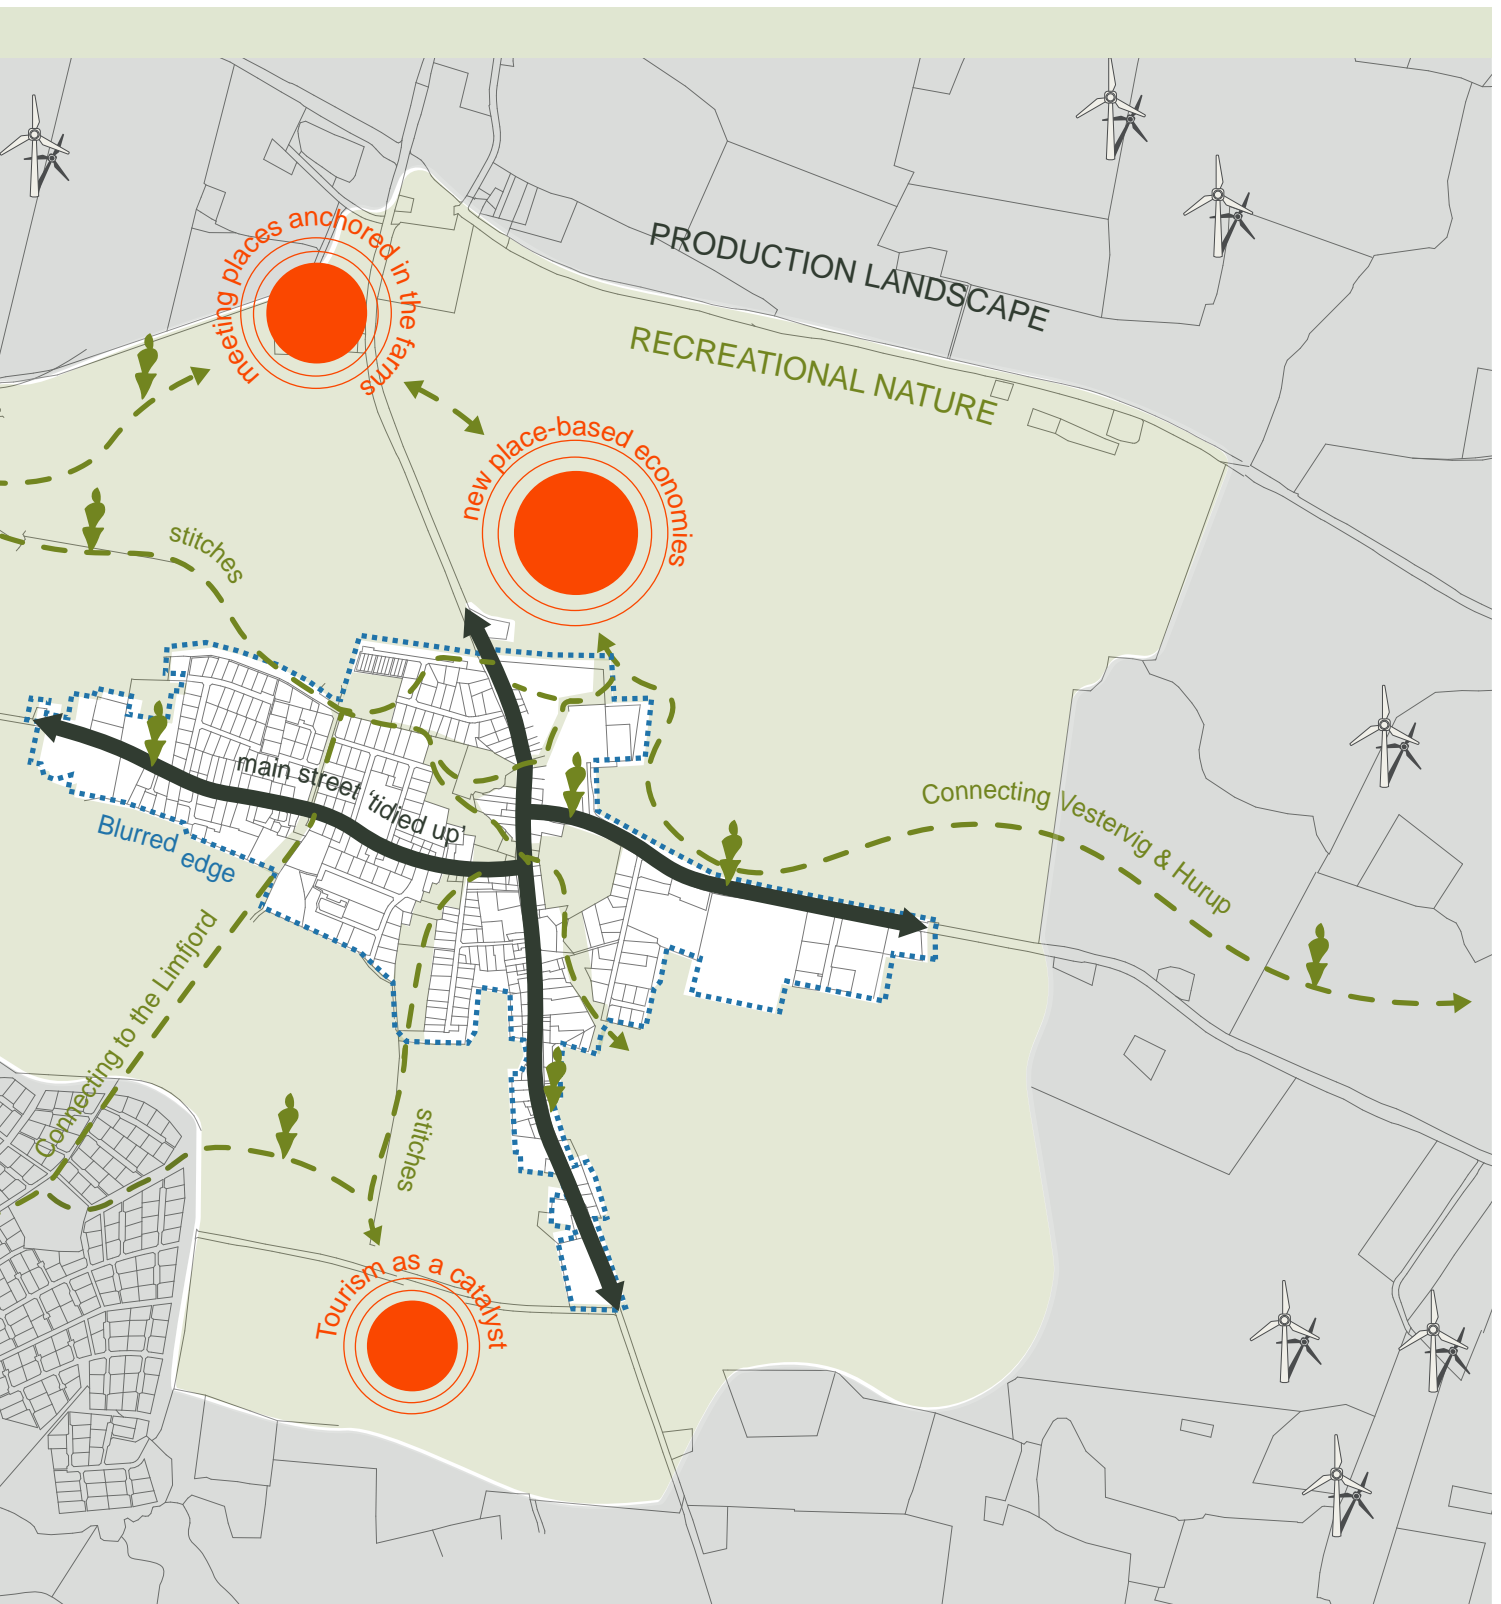 PRODUCTION LANDSCAPE
RECREATIONAL NATURE
meeting places anchored in the farms
new place-based economies
stitches
main street ‘tidied up’
Blurred edge
Connecting Vestervig & Hurup
Connecting to the Limfjord
stitches
Tourism as a catalyst